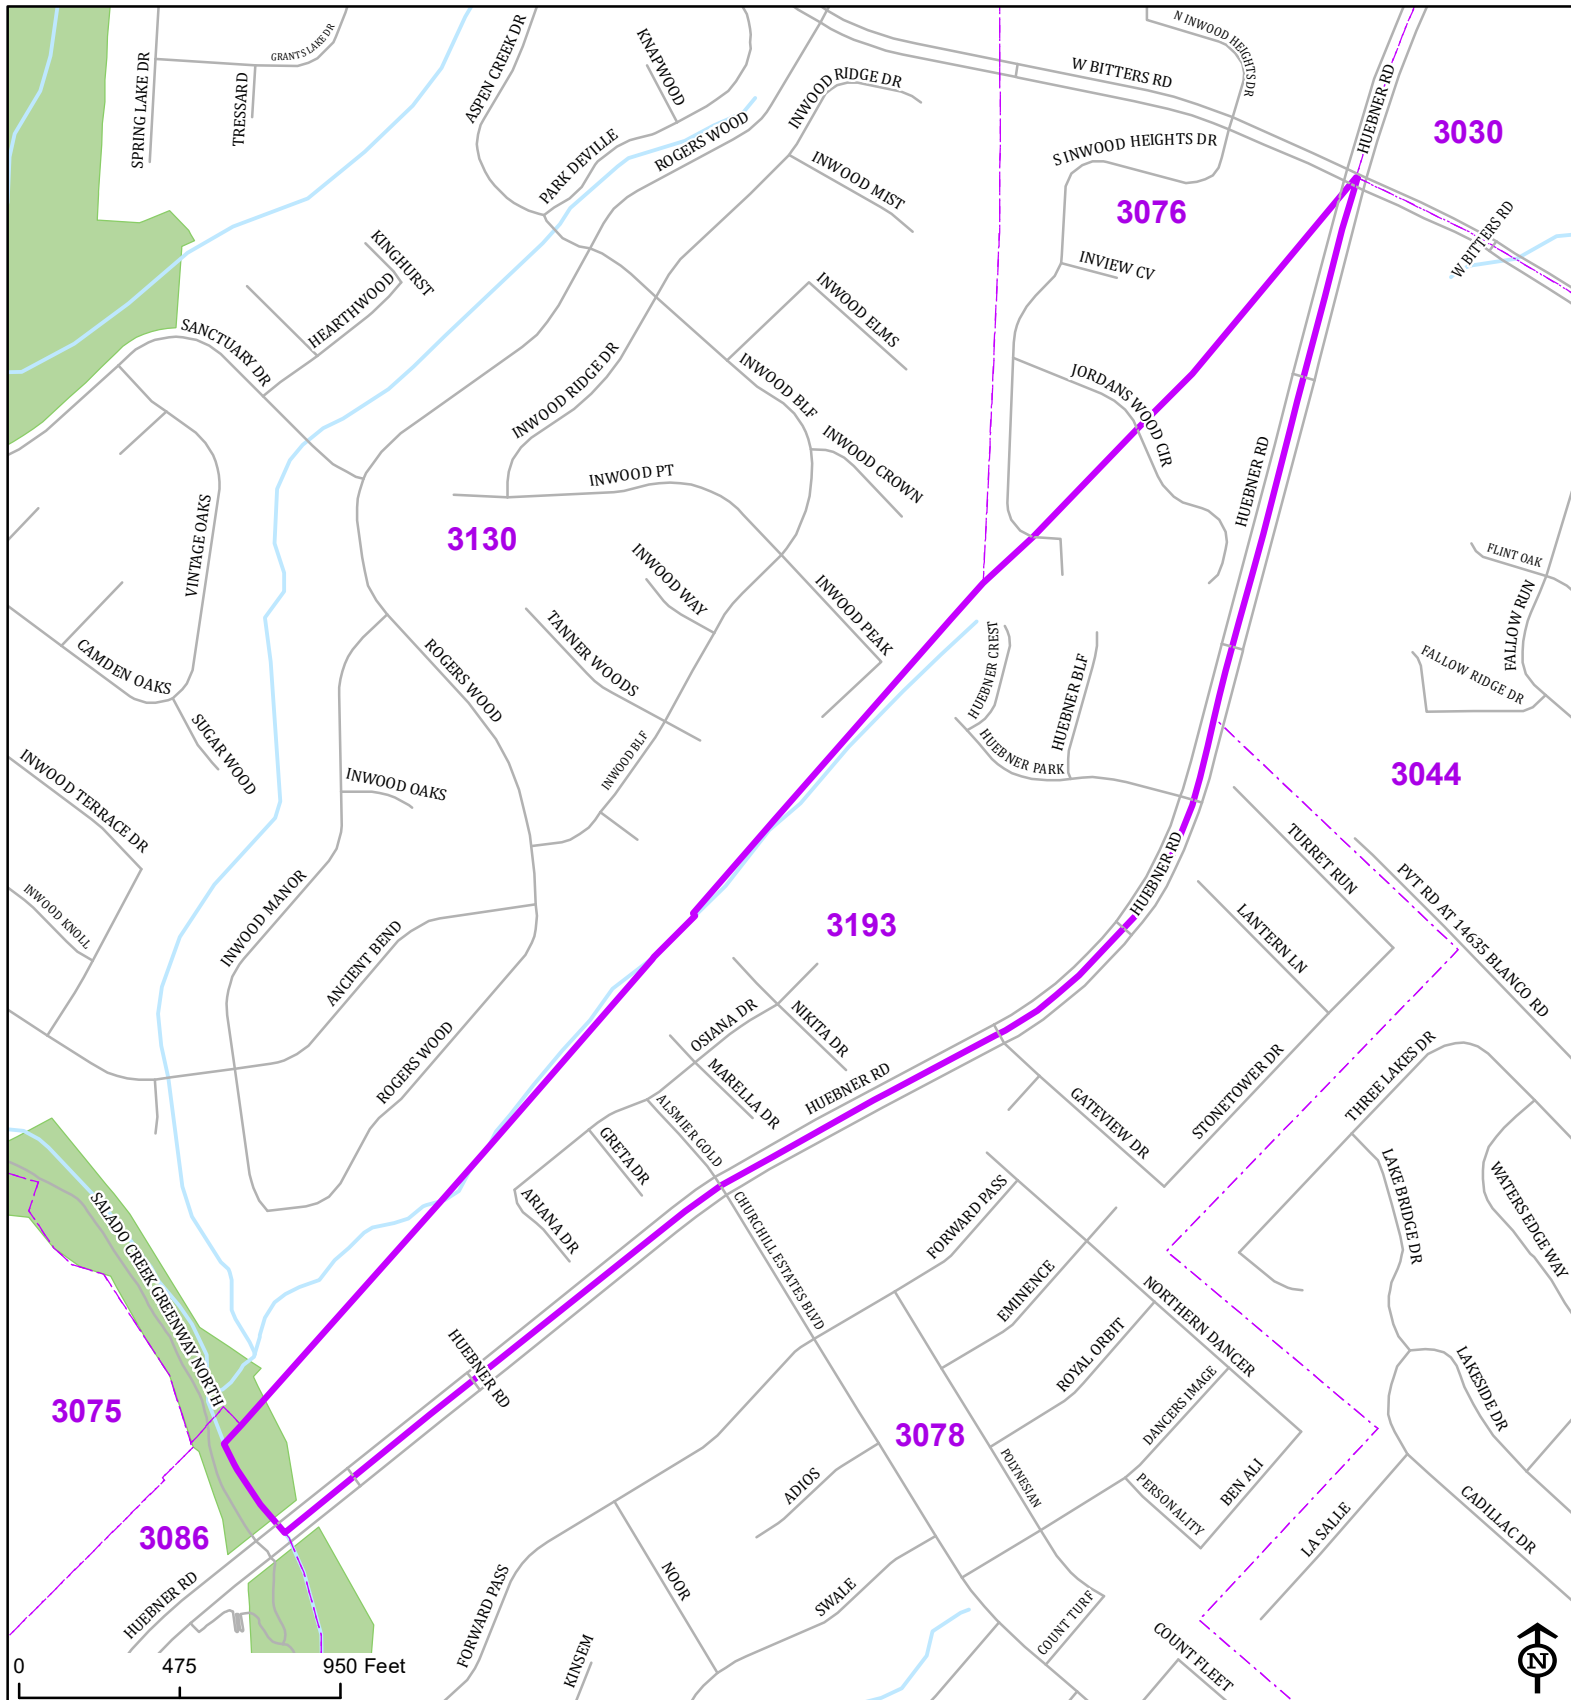 N INWOOD HEIGHTS DR
GRANTS LAKE DR
SPRING LAKE DR
TRESSARD
ASPEN CREEK DR
KNAPWOOD
INWOOD RIDGE DR
W BITTERS RD
HUEBNER RD
3030
PARK DEVILLE
ROGERS WOOD
S INWOOD HEIGHTS DR
INWOOD MIST
3076
W BITTERS RD
KINGHURST
HEARTHWOOD
INVIEW CV
INWOOD ELMS
SANCTUARY DR
INWOOD RIDGE DR
INWOOD BLF
JORDANS WOOD CIR
INWOOD CROWN
HUEBNER RD
INWOOD PT
VINTAGE OAKS
3130
INWOOD WAY
INWOOD PEAK
FLINT OAK
FALLOW RUN
TANNER WOODS
CAMDEN OAKS
ROGERS WOOD
HUEBNER CREST
HUEBNER BLF
FALLOW RIDGE DR
SUGAR WOOD
INWOOD BLF
HUEBNER PARK
INWOOD TERRACE DR
INWOOD OAKS
3044
TURRET RUN
HUEBNER RD
PVT RD AT 14635 BLANCO RD
INWOOD KNOLL
INWOOD MANOR
ANCIENT BEND
3193
LANTERN LN
OSIANA DR
NIKITA DR
ROGERS WOOD
MARELLA DR
HUEBNER RD
STONETOWER DR
THREE LAKES DR
GATEVIEW DR
ALSMIER GOLD
GRETA DR
ARIANA DR
SALADO CREEK GREENWAY NORTH
CHURCHILL ESTATES BLVD
FORWARD PASS
LAKE BRIDGE DR
WATERS EDGE WAY
EMINENCE
NORTHERN DANCER
HUEBNER RD
ROYAL ORBIT
3075
DANCERS IMAGE
LAKESIDE DR
3078
ADIOS
POLYNESIAN
PERSONALITY
BEN ALI
LA SALLE
CADILLAC DR
3086
HUEBNER RD
FORWARD PASS
NOOR
SWALE
COUNT TURF
KINSEM
COUNT FLEET
0 475 950 Feet
N